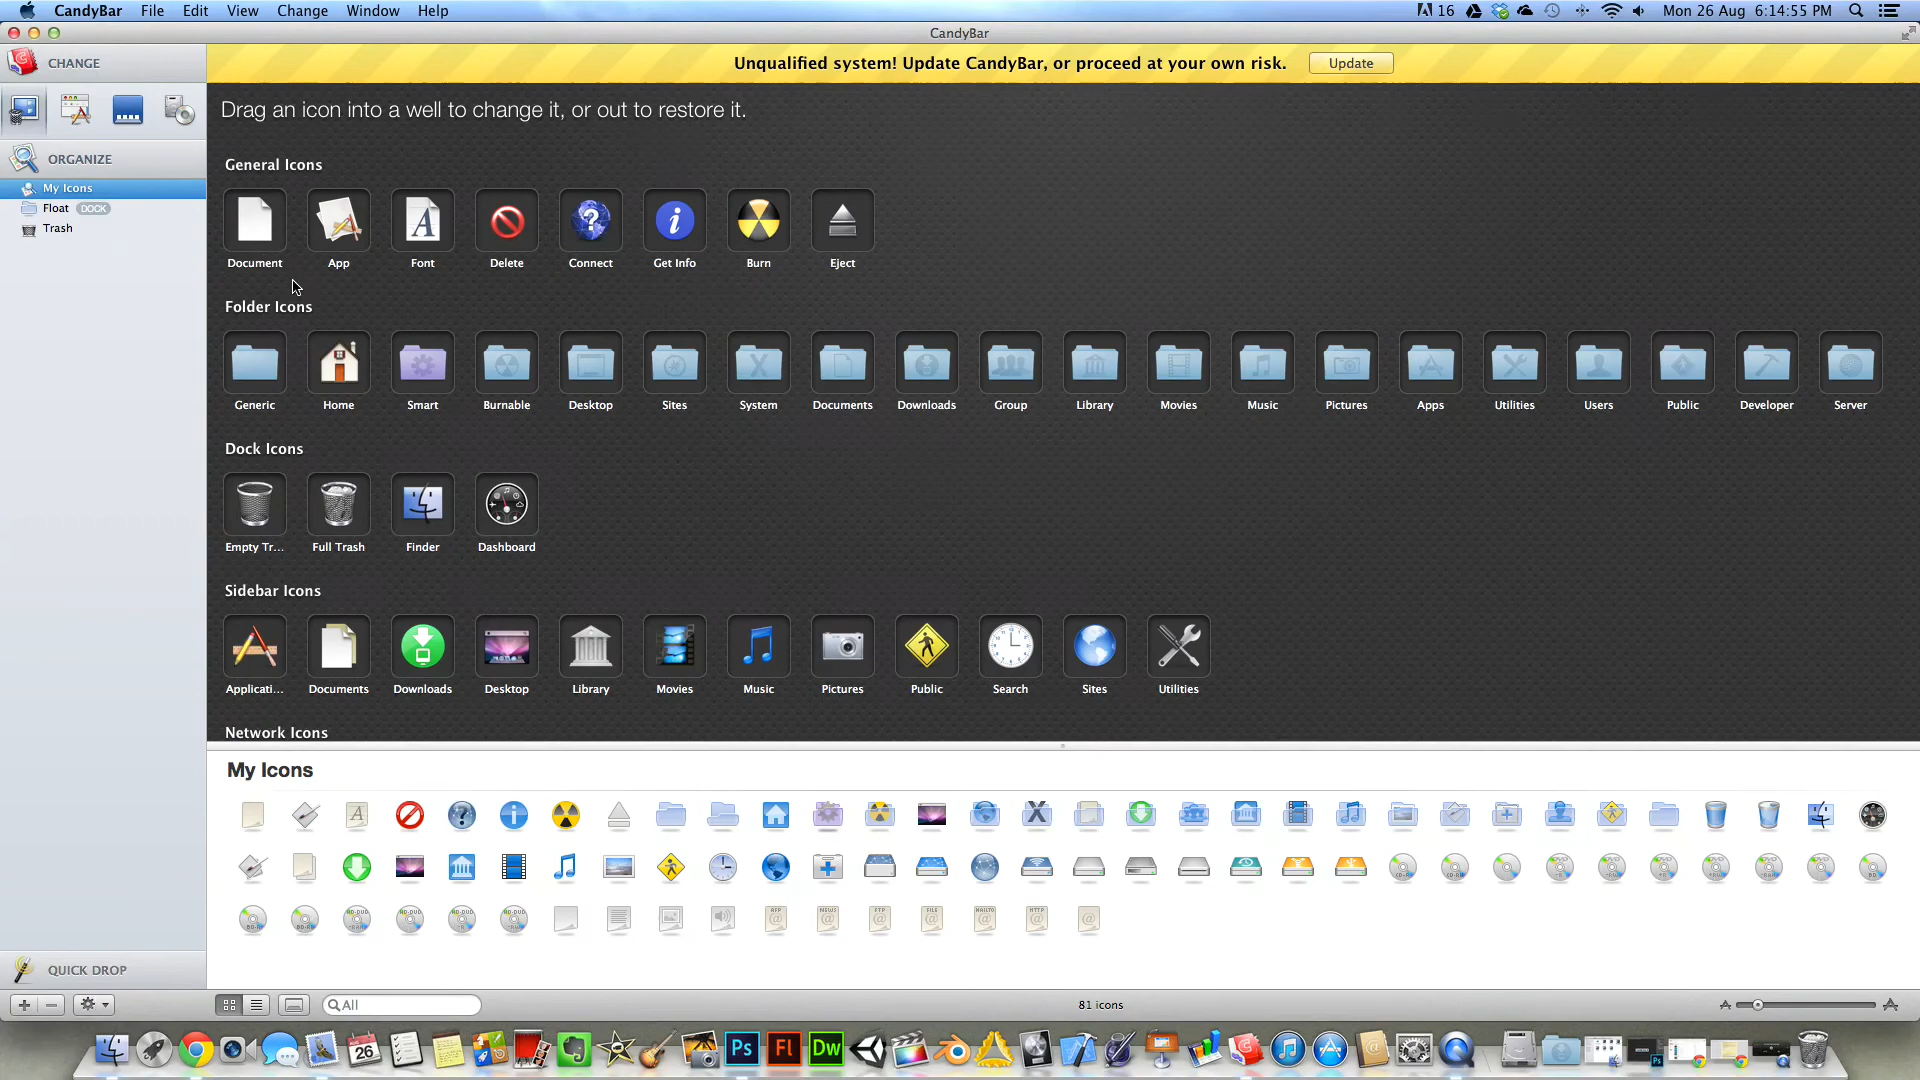 CandyBar File Edit View Change Window Help
16 Mon 26 Aug 6:14:55 PM
CandyBar
CHANGE
Unqualified system! Update CandyBar, or proceed at your own risk. Update
Drag an icon into a well to change it, or out to restore it.
ORGANIZE
My Icons
Float DOCK
Trash
General Icons
Document App Font Delete Connect Get Info Burn Eject
Folder Icons
Generic Home Smart Burnable Desktop Sites System Documents Downloads Group Library Movies Music Pictures Apps Utilities Users Public Developer Server
Dock Icons
Empty Tr... Full Trash Finder Dashboard
Sidebar Icons
Applicati... Documents Downloads Desktop Library Movies Music Pictures Public Search Sites Utilities
Network Icons
My Icons
QUICK DROP
All
81 icons
26 Ps Fl Dw